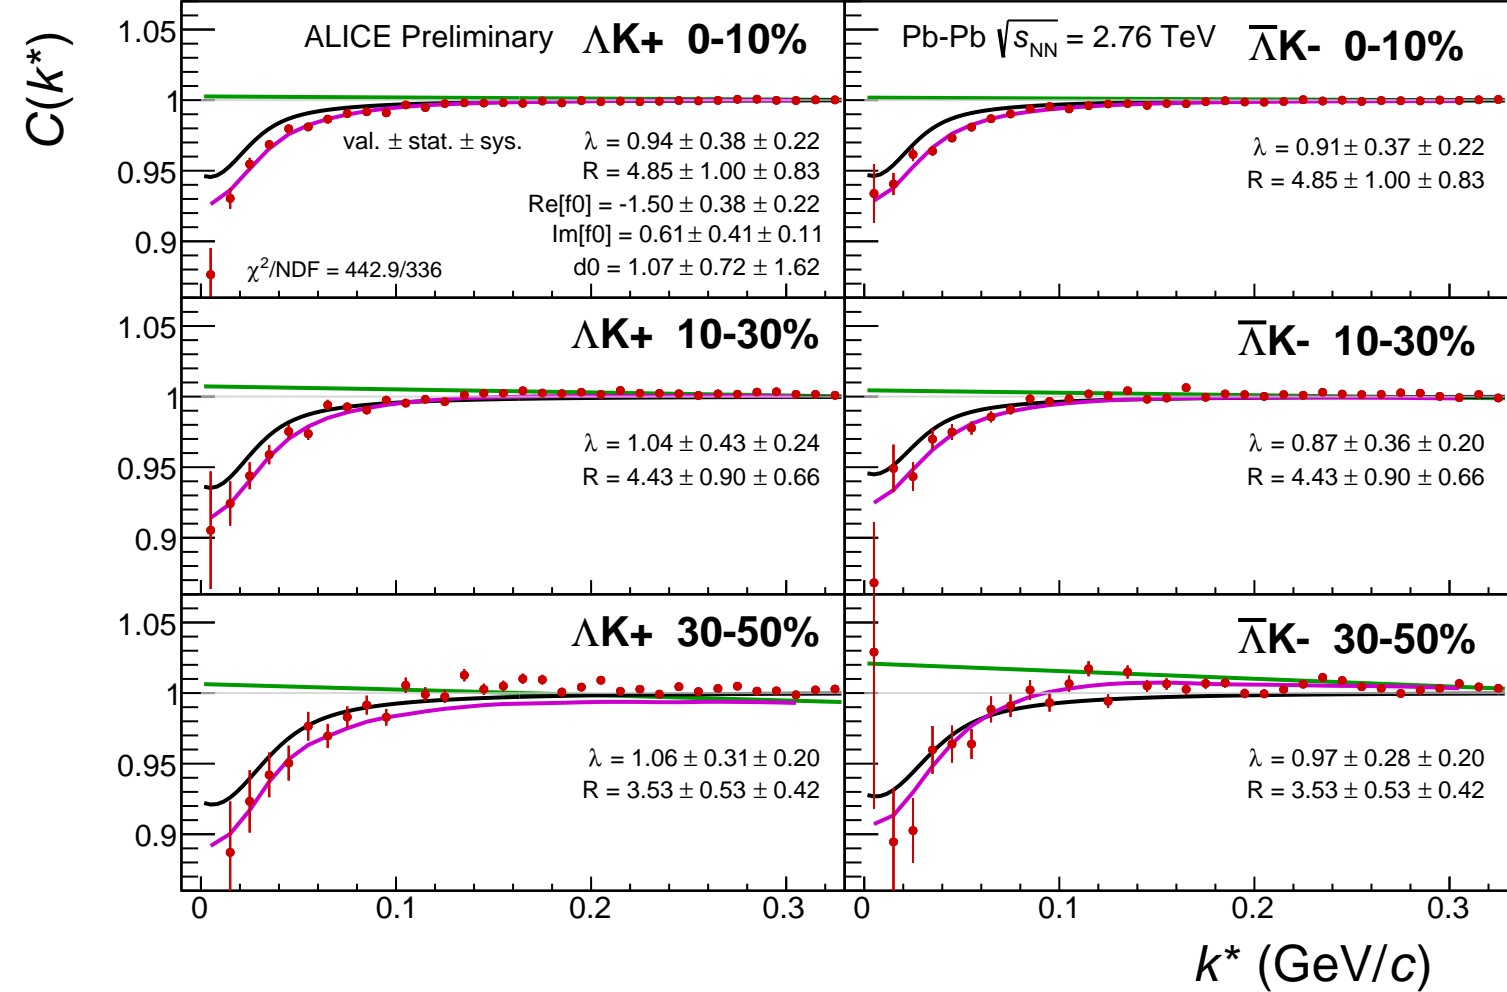 C(k*)
ALICE Preliminary ΛK+ 0-10%
val. ± stat. ± sys.
λ = 0.94 ± 0.38 ± 0.22
R = 4.85 ± 1.00 ± 0.83
Re[f0] = -1.50 ± 0.38 ± 0.22
Im[f0] = 0.61 ± 0.41 ± 0.11
d0 = 1.07 ± 0.72 ± 1.62
χ²/NDF = 442.9/336
1.05
1
0.95
0.9
Pb-Pb √s_NN = 2.76 TeV Λ̅K- 0-10%
λ = 0.91 ± 0.37 ± 0.22
R = 4.85 ± 1.00 ± 0.83
ΛK+ 10-30%
λ = 1.04 ± 0.43 ± 0.24
R = 4.43 ± 0.90 ± 0.66
1.05
1
0.95
0.9
Λ̅K- 10-30%
λ = 0.87 ± 0.36 ± 0.20
R = 4.43 ± 0.90 ± 0.66
ΛK+ 30-50%
λ = 1.06 ± 0.31 ± 0.20
R = 3.53 ± 0.53 ± 0.42
1.05
1
0.95
0.9
Λ̅K- 30-50%
λ = 0.97 ± 0.28 ± 0.20
R = 3.53 ± 0.53 ± 0.42
0 0.1 0.2 0.3
0 0.1 0.2 0.3
k* (GeV/c)